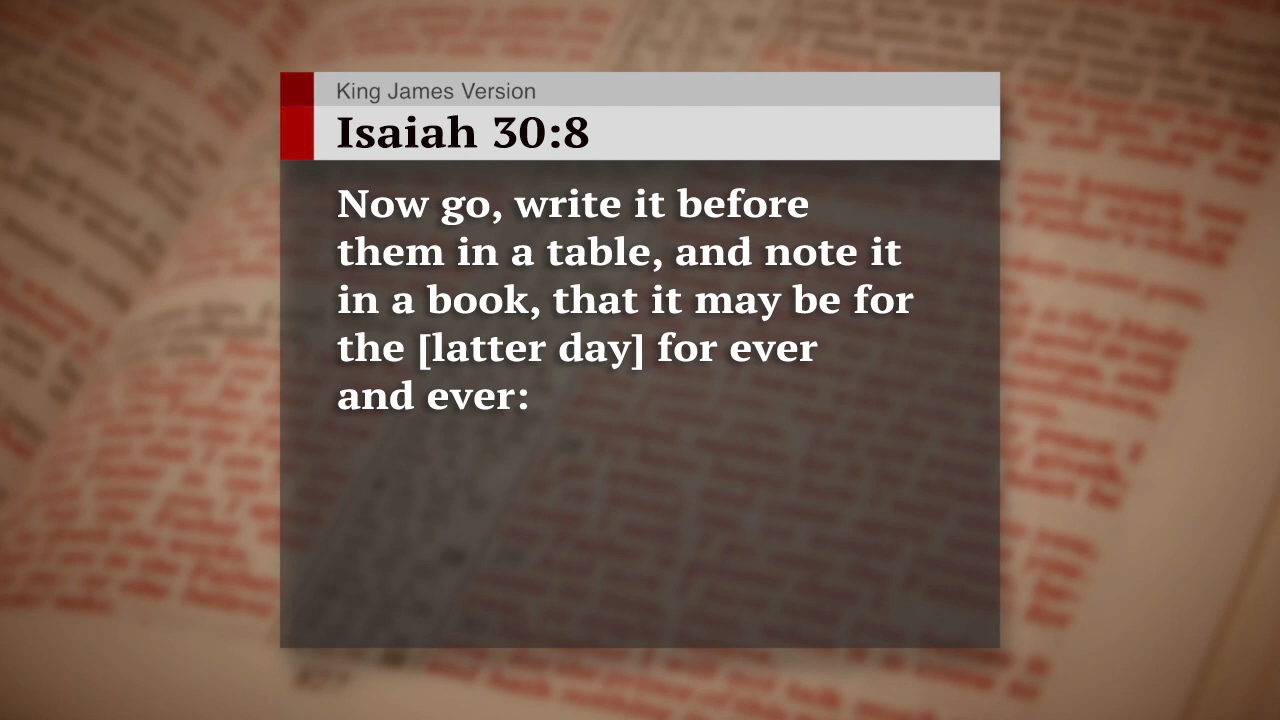 King James Version
Isaiah 30:8
Now go, write it before
them in a table, and note it
in a book, that it may be for
the [latter day] for ever
and ever: